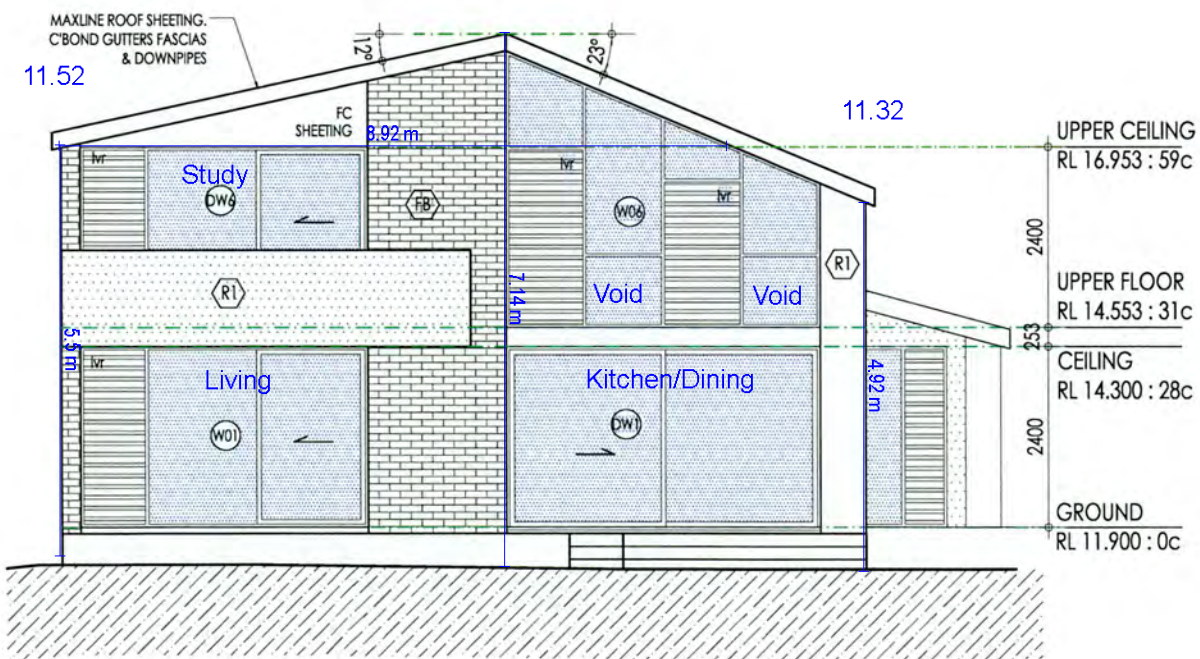 MAXLINE ROOF SHEETING.
C'BOND GUTTERS FASCIAS
& DOWNPIPES
12°
23°
11.52
11.32
FC
SHEETING
8.92 m
UPPER CEILING
RL 16.953 : 59c
lvr
Study
DW6
FB
lvr
lvr
W06
2400
R1
R1
7.14 m
Void
Void
UPPER FLOOR
RL 14.553 : 31c
253
5.5 m
lvr
Living
Kitchen/Dining
4.92 m
CEILING
RL 14.300 : 28c
W01
DW1
2400
GROUND
RL 11.900 : 0c